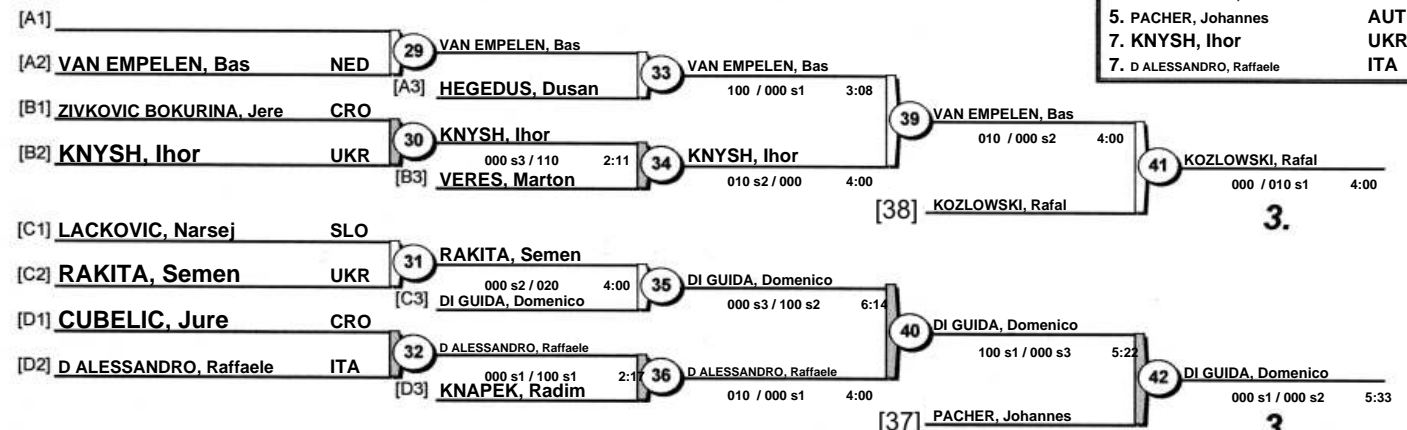 5. PACHER, Johannes AUT
7. KNYSH, Ihor UKR
7. D ALESSANDRO, Raffaele ITA
[A1]
[A2] VAN EMPELEN, Bas NED
29
VAN EMPELEN, Bas
[A3] HEGEDUS, Dusan
33
VAN EMPELEN, Bas
100 / 000 s1 3:08
[B1] ZIVKOVIC BOKURINA, Jere CRO
[B2] KNYSH, Ihor UKR
30
KNYSH, Ihor
000 s3 / 110 2:11
[B3] VERES, Marton
34
KNYSH, Ihor
010 s2 / 000 4:00
39
VAN EMPELEN, Bas
010 / 000 s2 4:00
[38] KOZLOWSKI, Rafal
41
KOZLOWSKI, Rafal
000 / 010 s1 4:00
3.
[C1] LACKOVIC, Narsej SLO
[C2] RAKITA, Semen UKR
31
RAKITA, Semen
000 s2 / 020 4:00
[C3] DI GUIDA, Domenico
35
DI GUIDA, Domenico
000 s3 / 100 s2 6:14
[D1] CUBELIC, Jure CRO
[D2] D ALESSANDRO, Raffaele ITA
32
D ALESSANDRO, Raffaele
000 s1 / 100 s1 2:17
[D3] KNAPEK, Radim
36
D ALESSANDRO, Raffaele
010 / 000 s1 4:00
40
DI GUIDA, Domenico
100 s1 / 000 s3 5:22
[37] PACHER, Johannes
42
DI GUIDA, Domenico
000 s1 / 000 s2 5:33
3.